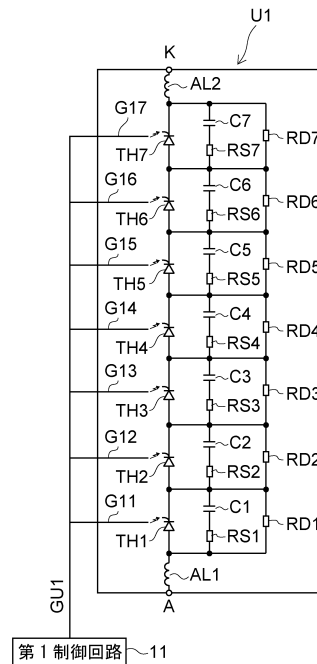 U1
K
AL2
G17
C7
RD7
TH7
RS7
G16
C6
RD6
TH6
RS6
G15
C5
RD5
TH5
RS5
G14
C4
RD4
TH4
RS4
G13
C3
RD3
TH3
RS3
G12
C2
RD2
TH2
RS2
G11
C1
RD1
TH1
RS1
AL1
A
GU1
第1制御回路
11